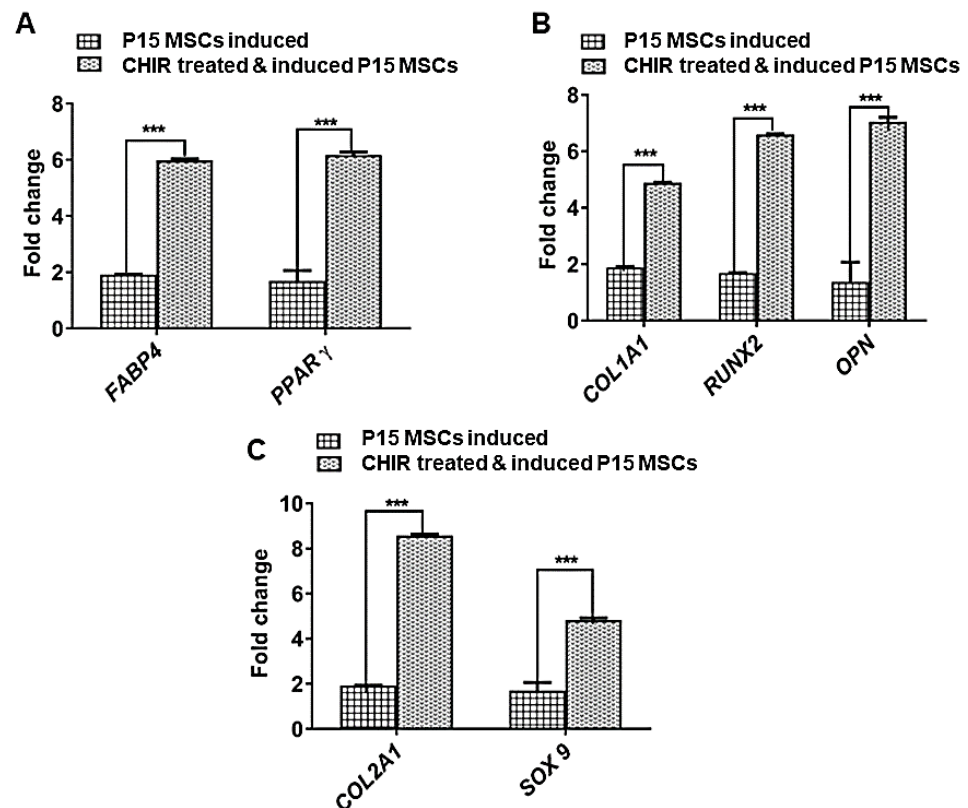 A
P15 MSCs induced
CHIR treated & induced P15 MSCs
Fold change
8
6
4
2
0
***
***
FABP4
PPAR γ
B
P15 MSCs induced
CHIR treated & induced P15 MSCs
Fold change
8
6
4
2
0
***
***
***
COL1A1
RUNX2
OPN
C
P15 MSCs induced
CHIR treated & induced P15 MSCs
Fold change
10
8
6
4
2
0
***
***
COL2A1
SOX 9